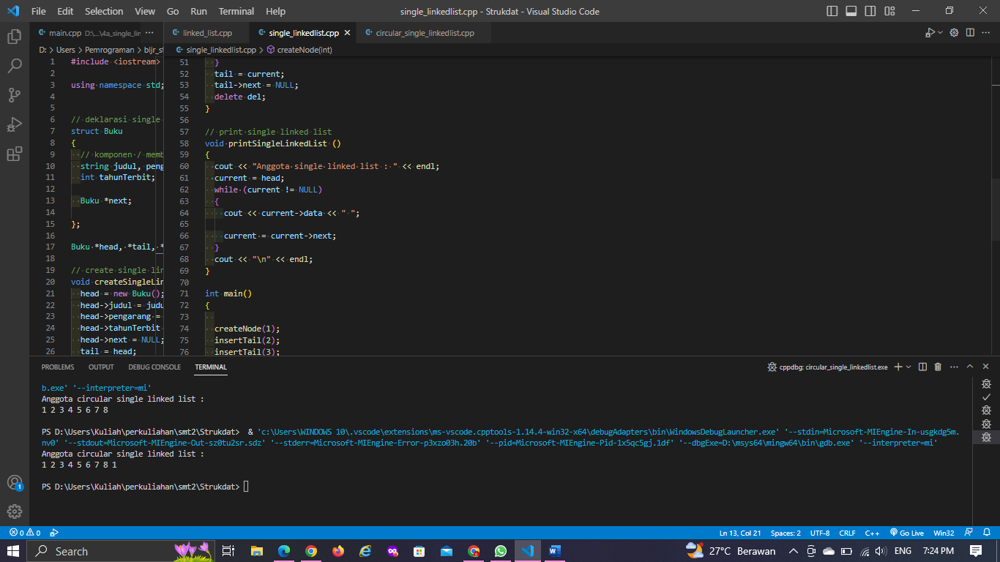 File Edit Selection View Go Run Terminal Help
single_linkedlist.cpp - Strukdat - Visual Studio Code
main.cpp D:\...\4a_single_lir ···
linked_list.cpp
single_linkedlist.cpp
circular_single_linkedlist.cpp
D: > Users > Pemrograman > bljr_st
single_linkedlist.cpp > createNode(int)
1 #include <iostream>
2
3 using namespace std;
4
5
6 // deklarasi single
7 struct Buku
8 {
9 // komponen / memb
10 string judul, peng
11 int tahunTerbit;
12
13 Buku *next;
14
15 };
16
17 Buku *head, *tail, *
18
19 // create single lin
20 void createSingleLin
21 head = new Buku();
22 head->judul = judu
23 head->pengarang =
24 head->tahunTerbit
25 head->next = NULL;
26 tail = head;
51 }
52 tail = current;
53 tail->next = NULL;
54 delete del;
55 }
56
57 // print single linked list
58 void printSingleLinkedList ()
59 {
60 cout << "Anggota single linked list : " << endl;
61 current = head;
62 while (current != NULL)
63 {
64 cout << current->data << " ";
65
66 current = current->next;
67 }
68 cout << "\n" << endl;
69 }
70
71 int main()
72 {
73
74 createNode(1);
75 insertTail(2);
76 insertTail(3);
PROBLEMS OUTPUT DEBUG CONSOLE TERMINAL
cppdbg: circular_single_linkedlist.exe
b.exe' '--interpreter=mi'
Anggota circular single linked list :
1 2 3 4 5 6 7 8
PS D:\Users\Kuliah\perkuliahan\smt2\Strukdat> & 'c:\Users\WINDOWS 10\.vscode\extensions\ms-vscode.cpptools-1.14.4-win32-x64\debugAdapters\bin\WindowsDebugLauncher.exe' '--stdin=Microsoft-MIEngine-In-usgkdg5m.
nv0' '--stdout=Microsoft-MIEngine-Out-sz0tu2sr.sdz' '--stderr=Microsoft-MIEngine-Error-p3xzo03h.20b' '--pid=Microsoft-MIEngine-Pid-1x5qc5gj.1df' '--dbgExe=D:\msys64\mingw64\bin\gdb.exe' '--interpreter=mi'
Anggota circular single linked list :
1 2 3 4 5 6 7 8 1
PS D:\Users\Kuliah\perkuliahan\smt2\Strukdat>
1
0 0
Ln 13, Col 21 Spaces: 2 UTF-8 CRLF C++ Go Live Win32
Search
27°C Berawan ENG 7:24 PM